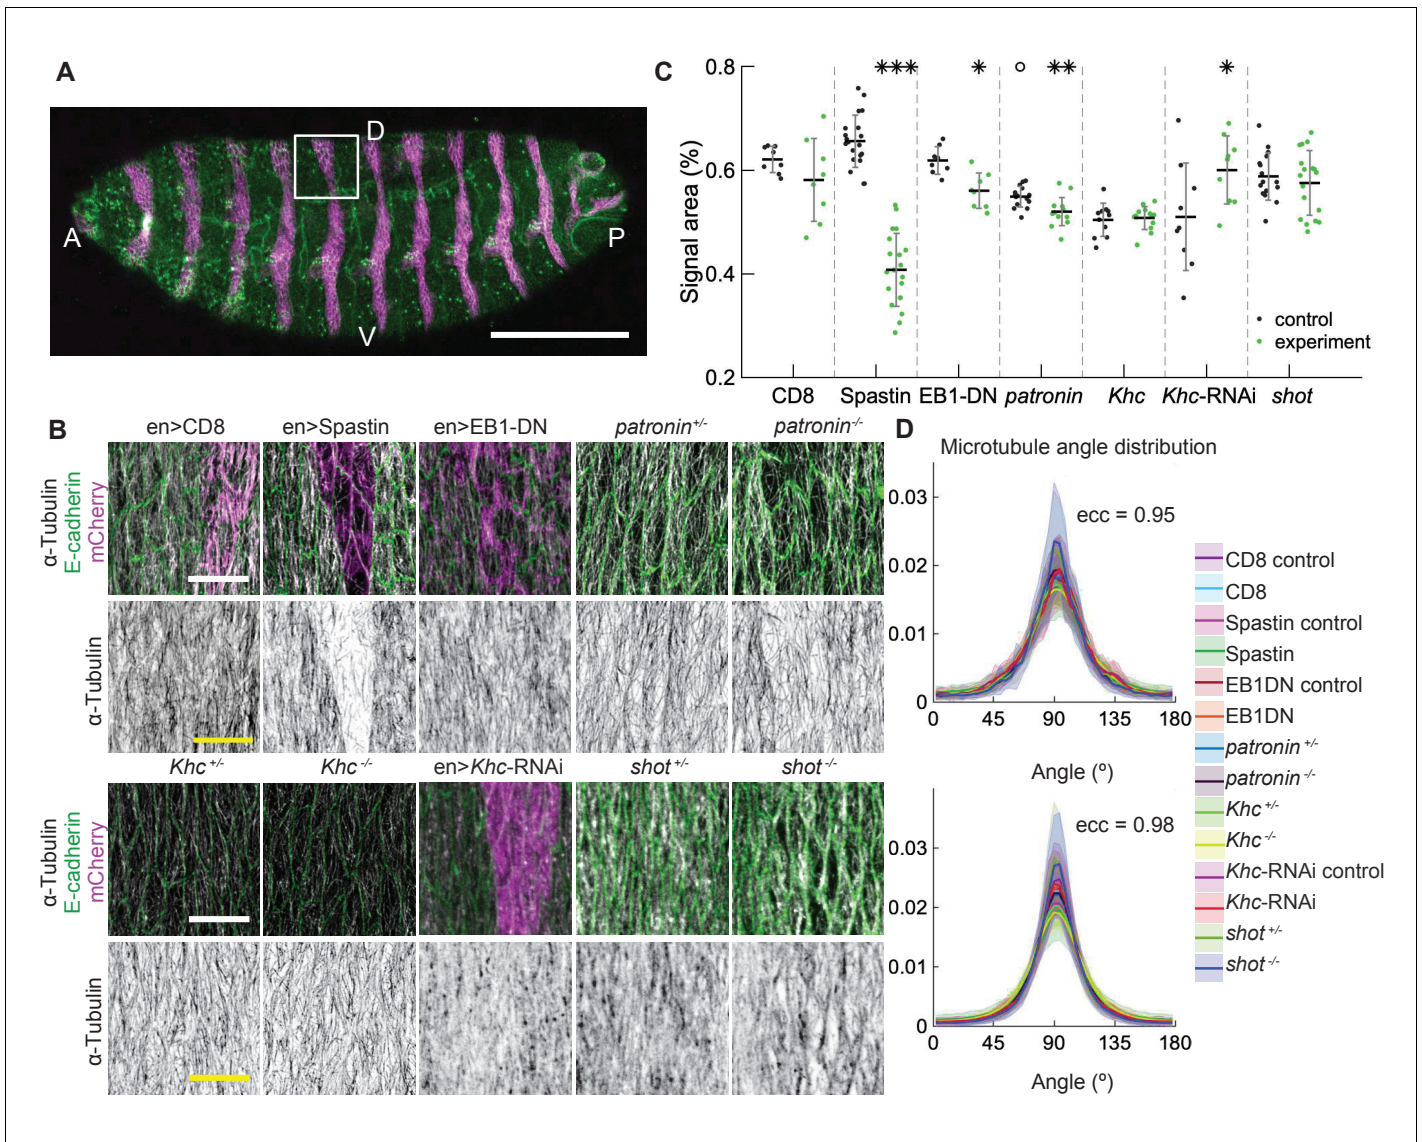 A
D
A
P
V
B
en>CD8 en>Spastin en>EB1-DN patronin+/- patronin-/-
α-Tubulin
E-cadherin
mCherry
α-Tubulin
Khc+/- Khc-/- en>Khc-RNAi shot+/- shot-/-
α-Tubulin
E-cadherin
mCherry
α-Tubulin
C
Signal area (%)
0.8
0.6
0.4
0.2
*** * ○ ** *
control
experiment
CD8 Spastin EB1-DN patronin Khc Khc-RNAi shot
D
Microtubule angle distribution
ecc = 0.95
0.03
0.02
0.01
0
0 45 90 135 180
Angle (º)
ecc = 0.98
0.03
0.02
0.01
0
0 45 90 135 180
Angle (º)
CD8 control
CD8
Spastin control
Spastin
EB1DN control
EB1DN
patronin+/-
patronin-/-
Khc+/-
Khc-/-
Khc-RNAi control
Khc-RNAi
shot+/-
shot-/-